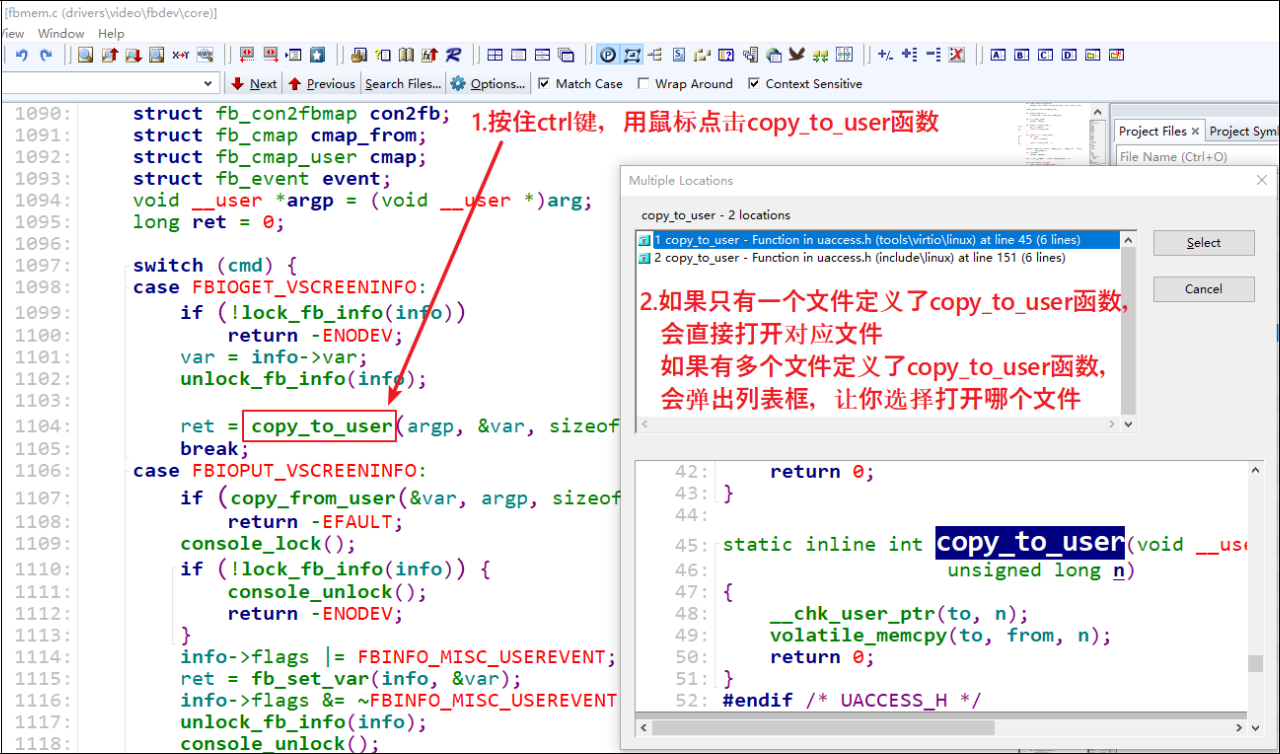 [fbmem.c (drivers\video\fbdev\core)]
View Window Help
Next Previous Search Files... Options... Match Case Wrap Around Context Sensitive
1090: struct fb_con2fbmap con2fb;
1091: struct fb_cmap cmap_from;
1092: struct fb_cmap_user cmap;
1093: struct fb_event event;
1094: void __user *argp = (void __user *)arg;
1095: long ret = 0;
1096:
1097: switch (cmd) {
1098: case FBIOGET_VSCREENINFO:
1099: if (!lock_fb_info(info))
1100: return -ENODEV;
1101: var = info->var;
1102: unlock_fb_info(info);
1103:
1104: ret = copy_to_user(argp, &var, sizeof
1105: break;
1106: case FBIOPUT_VSCREENINFO:
1107: if (copy_from_user(&var, argp, sizeof
1108: return -EFAULT;
1109: console_lock();
1110: if (!lock_fb_info(info)) {
1111: console_unlock();
1112: return -ENODEV;
1113: }
1114: info->flags |= FBINFO_MISC_USEREVENT;
1115: ret = fb_set_var(info, &var);
1116: info->flags &= ~FBINFO_MISC_USEREVENT
1117: unlock_fb_info(info);
1118: console_unlock();
1.按住ctrl键，用鼠标点击copy_to_user函数
Project Files × Project Sym
File Name (Ctrl+O)
Multiple Locations
copy_to_user - 2 locations
1 copy_to_user - Function in uaccess.h (tools\virtio\linux) at line 45 (6 lines)
2 copy_to_user - Function in uaccess.h (include\linux) at line 151 (6 lines)
Select
Cancel
2.如果只有一个文件定义了copy_to_user函数，
会直接打开对应文件
如果有多个文件定义了copy_to_user函数，
会弹出列表框，让你选择打开哪个文件
42: return 0;
43: }
44:
45: static inline int copy_to_user(void __use
46: unsigned long n)
47: {
48: __chk_user_ptr(to, n);
49: volatile_memcpy(to, from, n);
50: return 0;
51: }
52: #endif /* UACCESS_H */